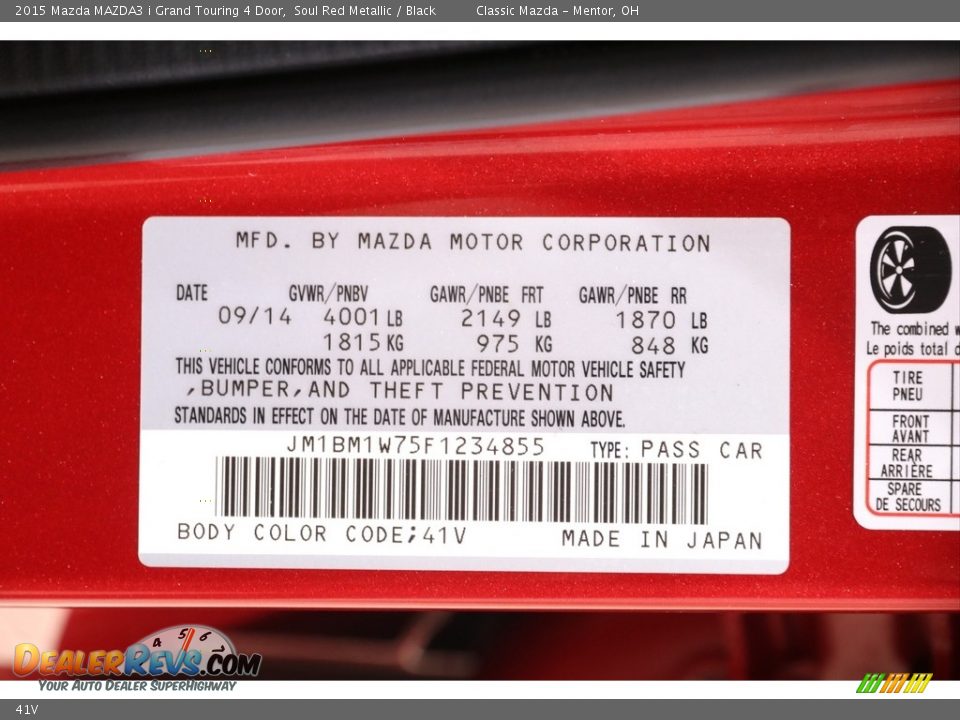 2015 Mazda MAZDA3 i Grand Touring 4 Door, Soul Red Metallic / Black Classic Mazda – Mentor, OH
MFD. BY MAZDA MOTOR CORPORATION
DATE GVWR/PNBV GAWR/PNBE FRT GAWR/PNBE RR
09/14 4001 LB 2149 LB 1870 LB
1815 KG 975 KG 848 KG
THIS VEHICLE CONFORMS TO ALL APPLICABLE FEDERAL MOTOR VEHICLE SAFETY
,BUMPER,AND THEFT PREVENTION
STANDARDS IN EFFECT ON THE DATE OF MANUFACTURE SHOWN ABOVE.
JM1BM1W75F1234855 TYPE: PASS CAR
BODY COLOR CODE;41V MADE IN JAPAN
The combined
Le poids total
TIRE
PNEU
FRONT
AVANT
REAR
ARRIÈRE
SPARE
DE SECOURS
4 5 6
DEALERREVS.COM
YOUR AUTO DEALER SUPERHIGHWAY
41V